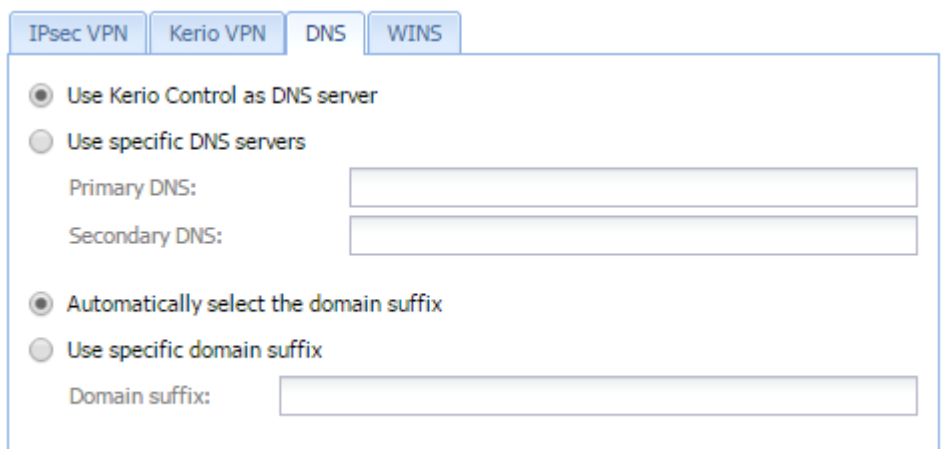 IPsec VPN Kerio VPN DNS WINS
Use Kerio Control as DNS server
Use specific DNS servers
Primary DNS:
Secondary DNS:
Automatically select the domain suffix
Use specific domain suffix
Domain suffix: